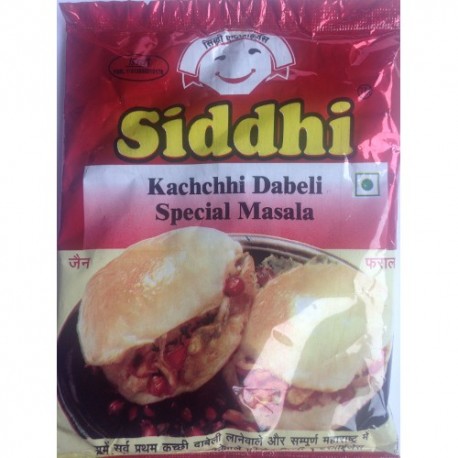 Siddhi
Kachchhi Dabeli
Special Masala
जैन
फराल
सर्व प्रथम कच्छी दाबेली लानेवाले और सम्पूर्ण महाराष्ट्र में